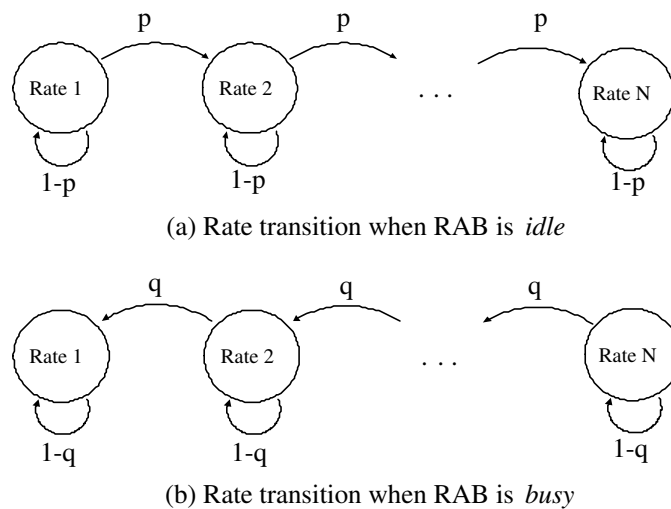 p p p
Rate 1 Rate 2 . . . Rate N
1-p 1-p 1-p
(a) Rate transition when RAB is idle
q q q
Rate 1 Rate 2 . . . Rate N
1-q 1-q 1-q
(b) Rate transition when RAB is busy